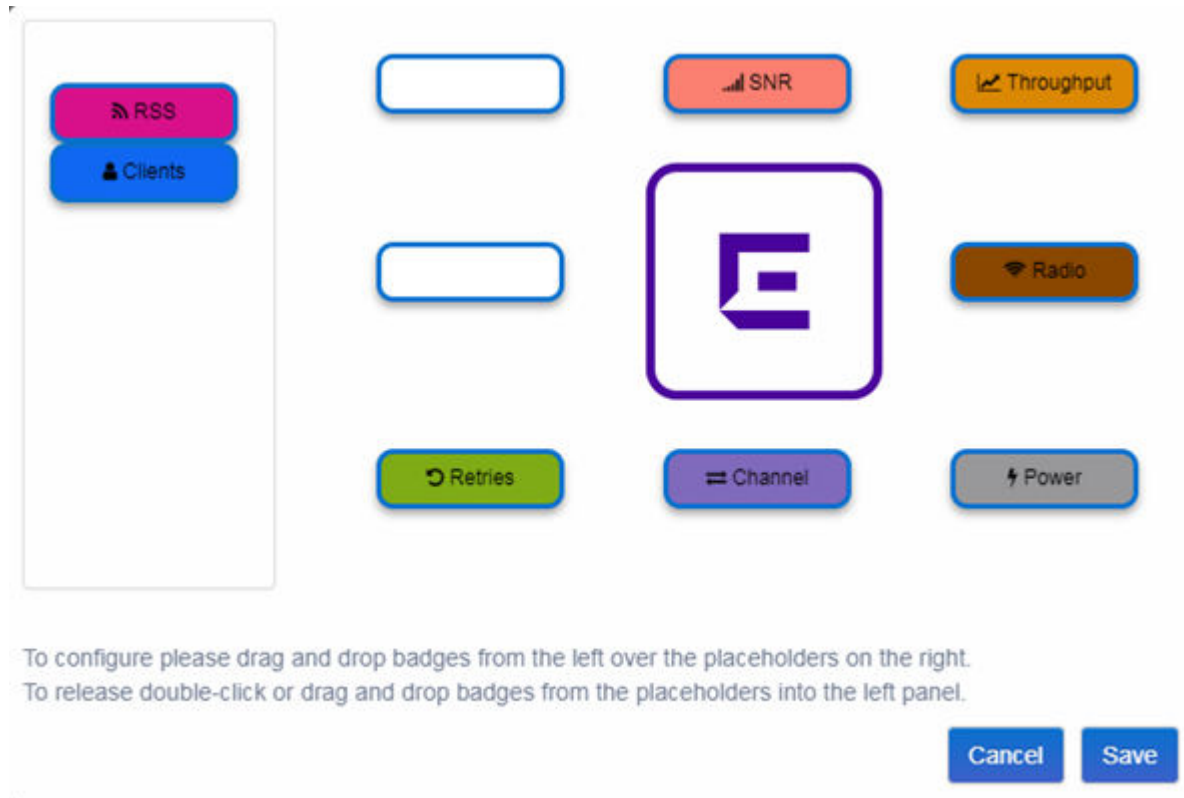 RSS
Clients
SNR
Throughput
Radio
Retries
Channel
Power
To configure please drag and drop badges from the left over the placeholders on the right.
To release double-click or drag and drop badges from the placeholders into the left panel.
Cancel
Save